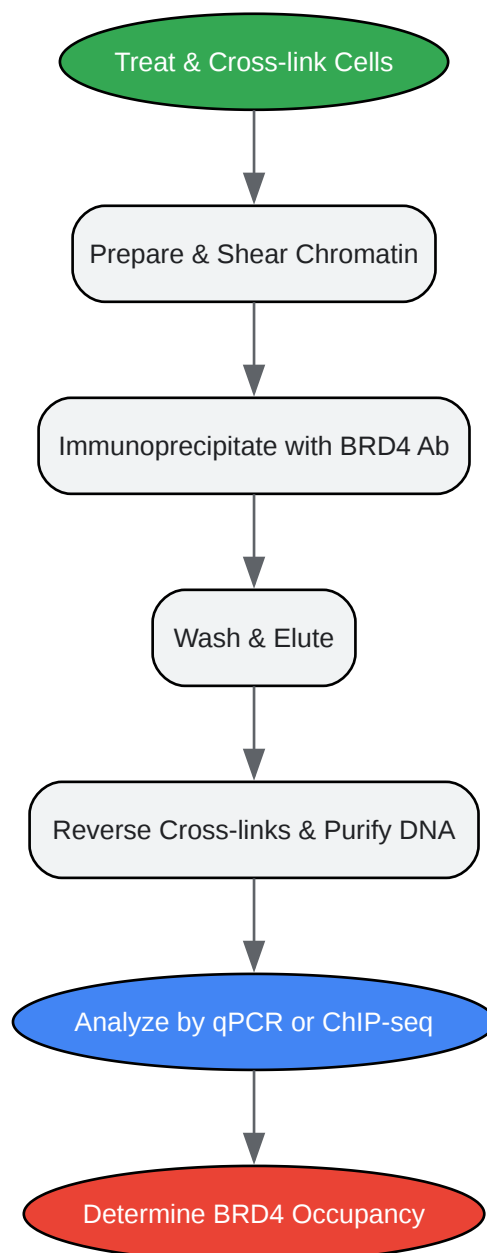 Treat & Cross-link Cells
Prepare & Shear Chromatin
Immunoprecipitate with BRD4 Ab
Wash & Elute
Reverse Cross-links & Purify DNA
Analyze by qPCR or ChIP-seq
Determine BRD4 Occupancy